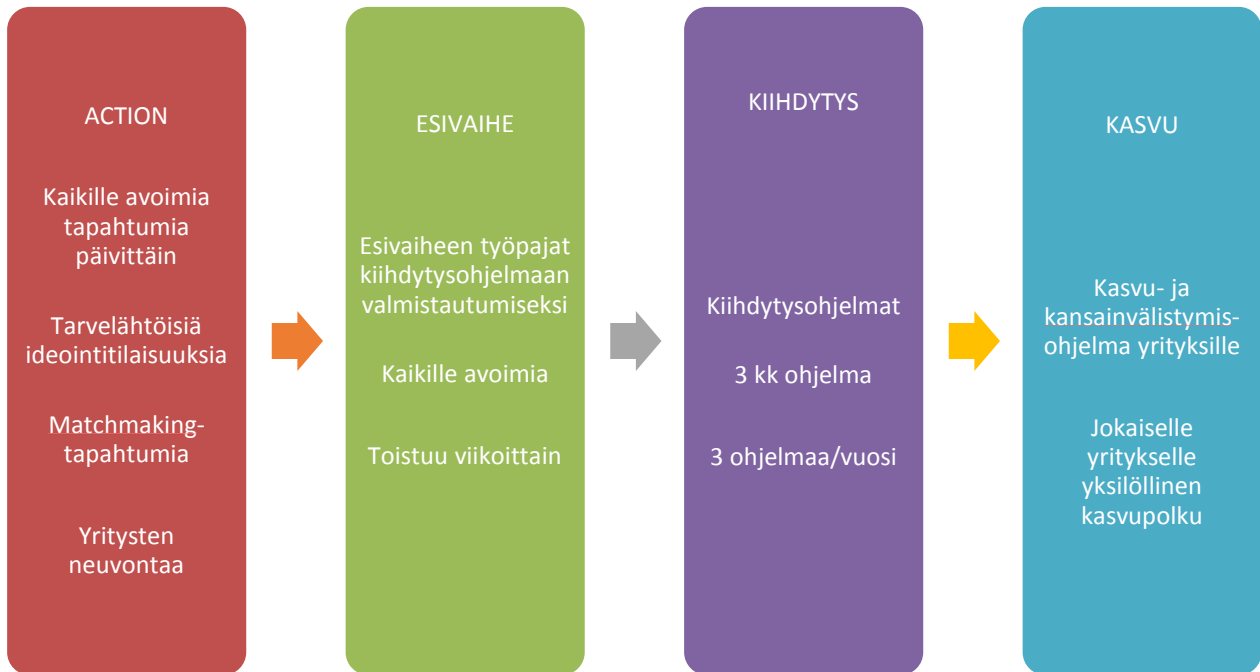 ACTION
Kaikille avoimia
tapahtumia
päivittäin
Tarvelähtöisiä
ideointitilaisuuksia
Matchmaking-
tapahtumia
Yritysten
neuvontaa
ESIVAIHE
Esivaiheen työpajat
kiihdytysohjelmaan
valmistautumiseksi
Kaikille avoimia
Toistuu viikoittain
KIIHDYTYS
Kiihdytysohjelmat
3 kk ohjelma
3 ohjelmaa/vuosi
KASVU
Kasvu- ja
kansainvälistymis-
ohjelma yrityksille
Jokaiselle
yritykselle
yksilöllinen
kasvupolku